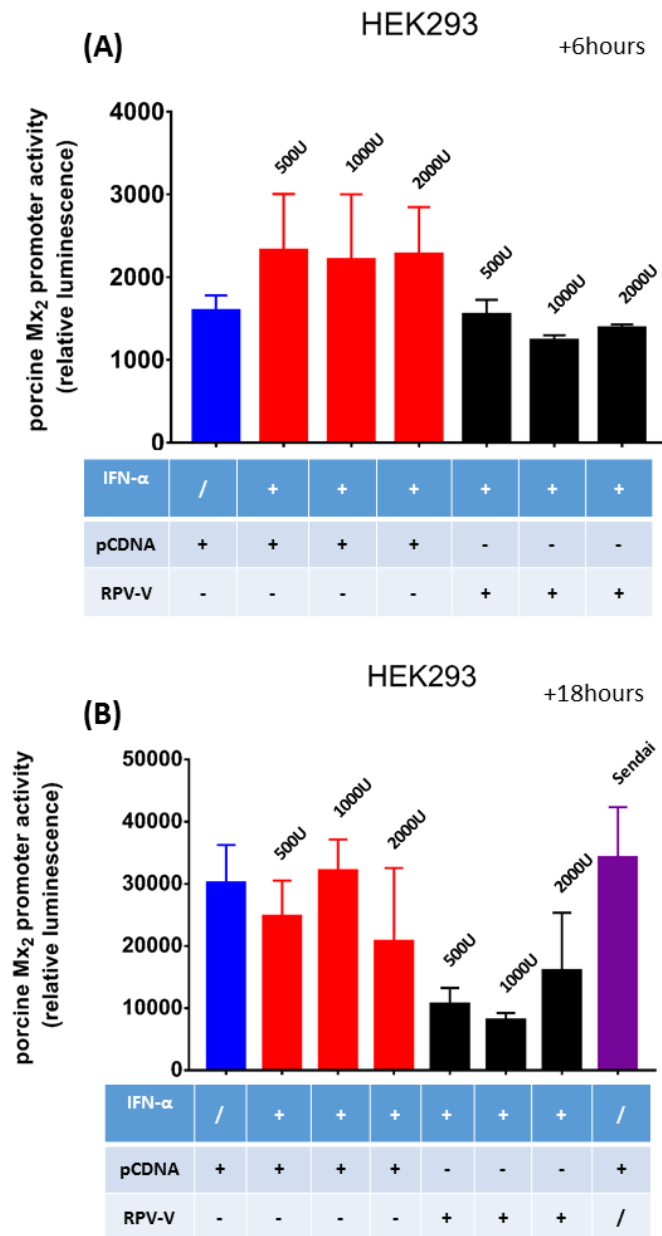 HEK293
(A)
+6hours
porcine Mx2 promoter activity
(relative luminescence)
4000
3000
2000
1000
0
500U
1000U
2000U
500U
1000U
2000U
IFN-α / + + + + + +
pCDNA + + + + - - -
RPV-V - - - - + + +
HEK293
(B)
+18hours
porcine Mx2 promoter activity
(relative luminescence)
50000
40000
30000
20000
10000
0
500U
1000U
2000U
500U
1000U
2000U
Sendai
IFN-α / + + + + + + /
pCDNA + + + + - - - +
RPV-V - - - - + + + /